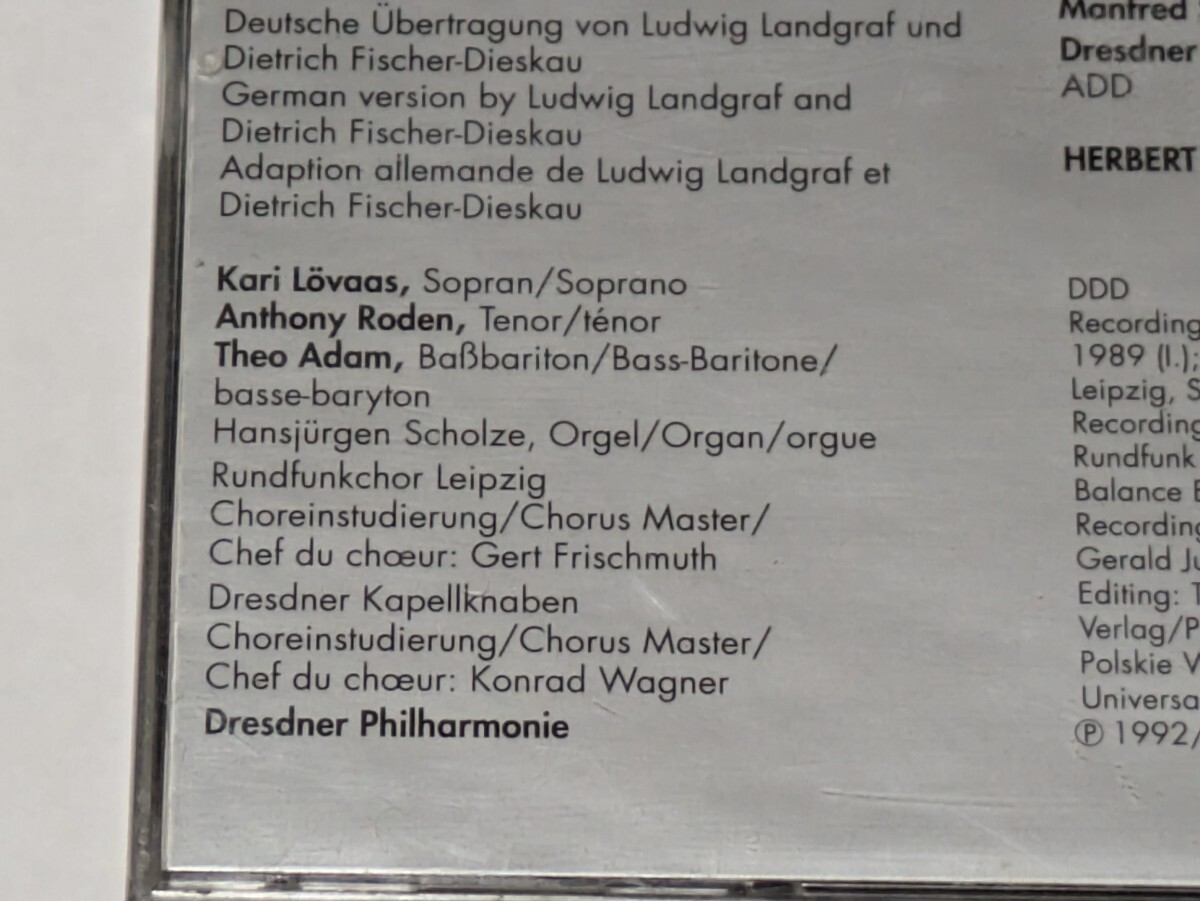 Deutsche Übertragung von Ludwig Landgraf und
Dietrich Fischer-Dieskau
German version by Ludwig Landgraf and
Dietrich Fischer-Dieskau
Adaption allemande de Ludwig Landgraf et
Dietrich Fischer-Dieskau
Kari Lövaas, Sopran/Soprano
Anthony Roden, Tenor/ténor
Theo Adam, Baßbariton/Bass-Baritone/
basse-baryton
Hansjürgen Scholze, Orgel/Organ/orgue
Rundfunkchor Leipzig
Choreinstudierung/Chorus Master/
Chef du chœur: Gert Frischmuth
Dresdner Kapellknaben
Choreinstudierung/Chorus Master/
Chef du chœur: Konrad Wagner
Dresdner Philharmonie
Manfred
Dresdner
ADD
HERBERT
DDD
Recording
1989 (I.);
Leipzig, S
Recording
Rundfunk
Balance
Recording
Gerald
Editing:
Verlag/P
Polskie
Universa
℗ 1992/